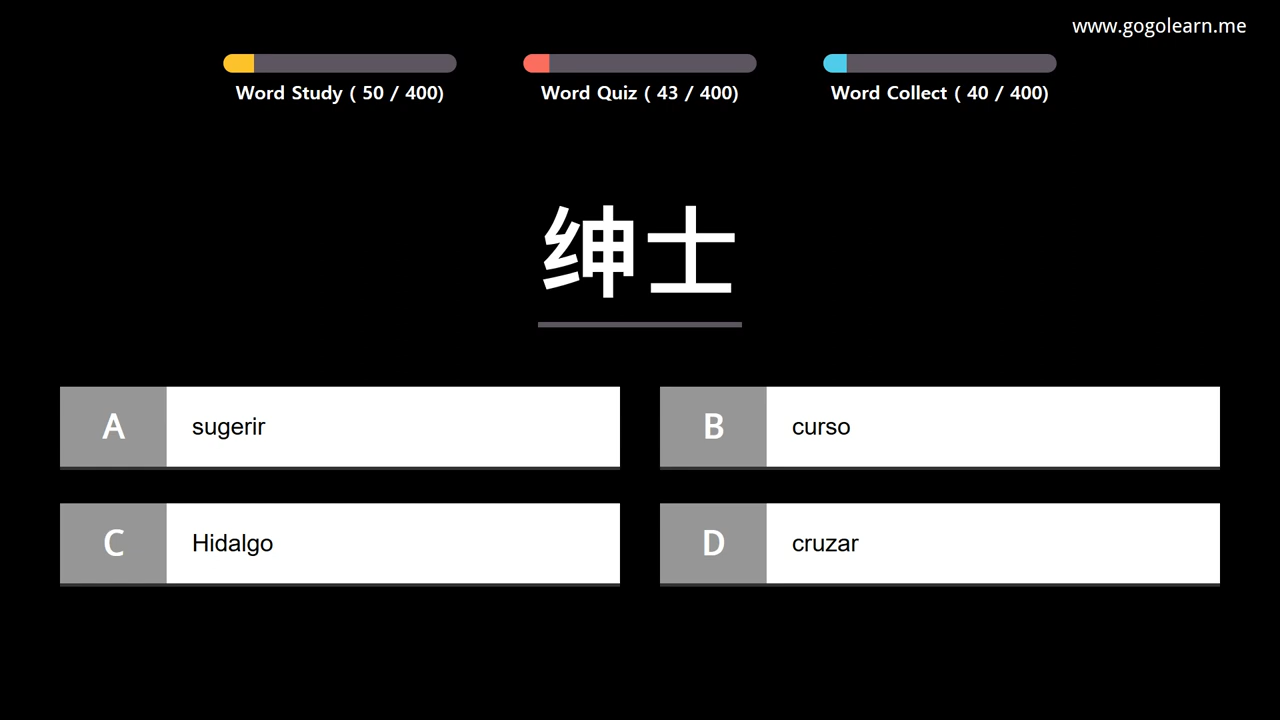 www.gogolearn.me
Word Study ( 50 / 400)
Word Quiz ( 43 / 400)
Word Collect ( 40 / 400)
绅士
A sugerir
B curso
C Hidalgo
D cruzar